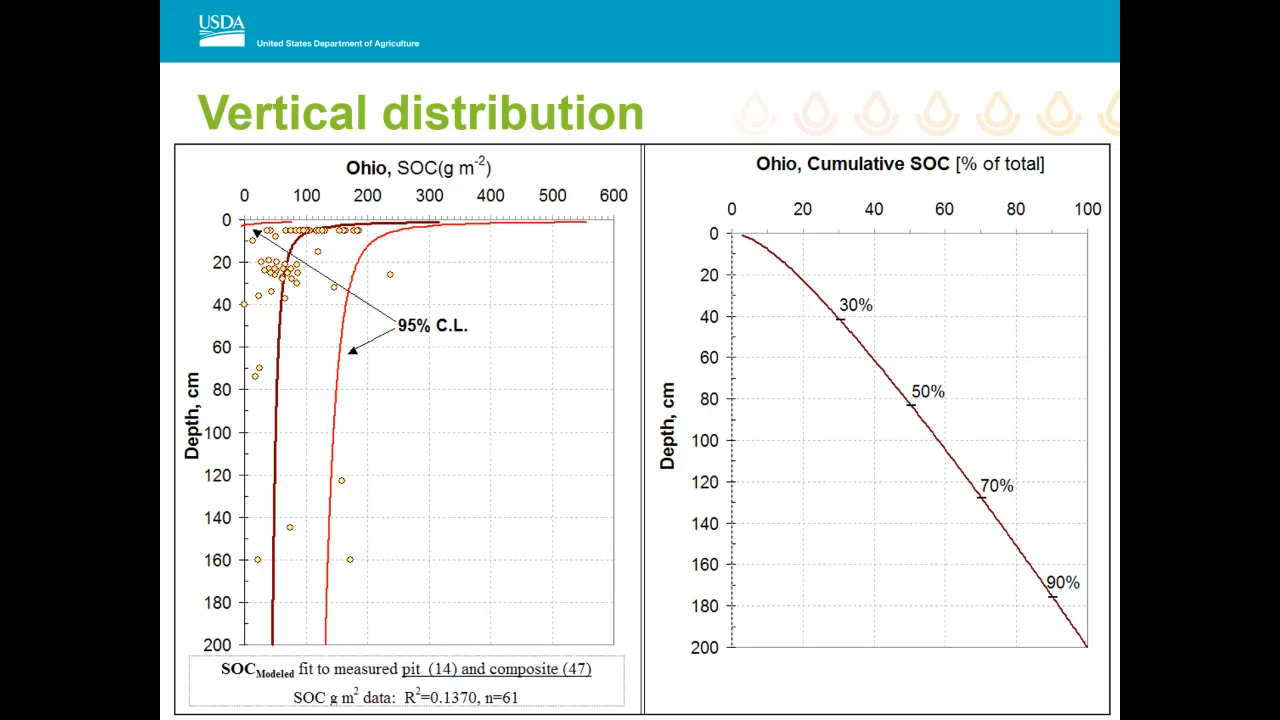 USDA
United States Department of Agriculture
Vertical distribution
Ohio, SOC(g m-2)
0 100 200 300 400 500 600
0
20
40
60
80
100
120
140
160
180
200
Depth, cm
95% C.L.
SOCModeled fit to measured pit (14) and composite (47)
SOC g m2 data: R2=0.1370, n=61
Ohio, Cumulative SOC [% of total]
0 20 40 60 80 100
0
20
40
60
80
100
120
140
160
180
200
Depth, cm
30%
50%
70%
90%